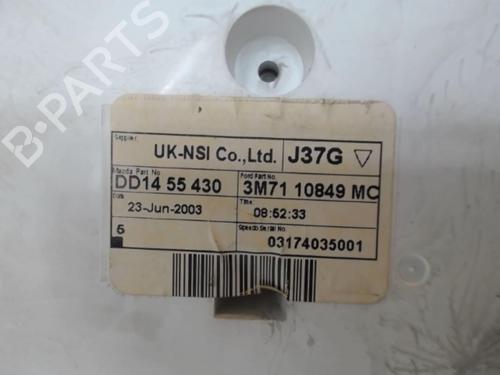 B-PARTS
Supplier
UK-NSI Co.,Ltd.
J37G
Mazda Part No
DD14 55 430
Ford Part No.
3M71 10849 MC
Date
23-Jun-2003
Time
08:52:33
5
Speedo.Serial No.
03174035001